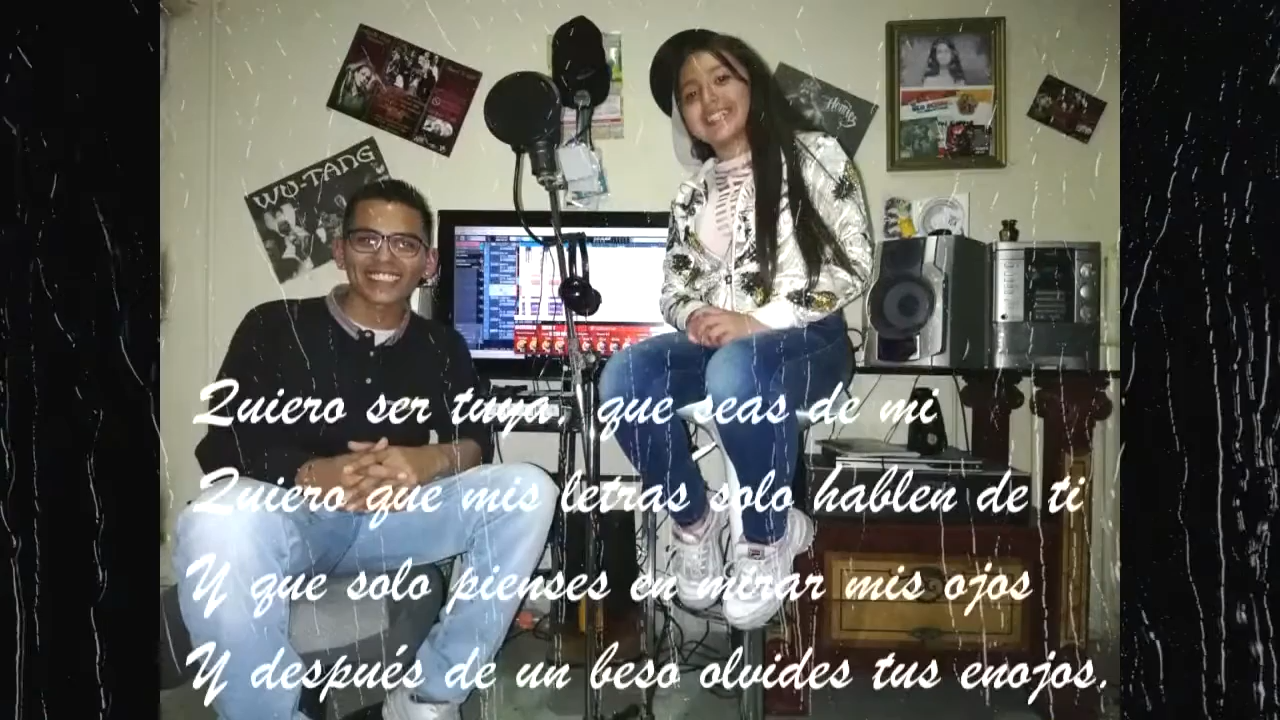 WU-TANG
Quiero ser tuya, que seas de mi
Quiero que mis letras solo hablen de ti
Y que solo pienses en mirar mis ojos
Y después de un beso olvides tus enojos.